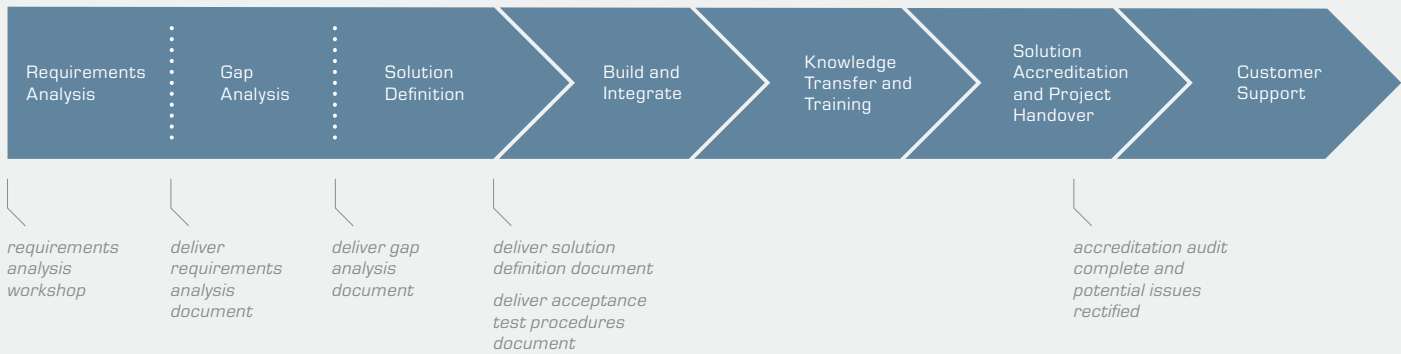 Requirements
Analysis
Gap
Analysis
Solution
Definition
Build and
Integrate
Knowledge
Transfer and
Training
Solution
Accreditation
and Project
Handover
Customer
Support
requirements
analysis
workshop
deliver
requirements
analysis
document
deliver gap
analysis
document
deliver solution
definition document
deliver acceptance
test procedures
document
accreditation audit
complete and
potential issues
rectified